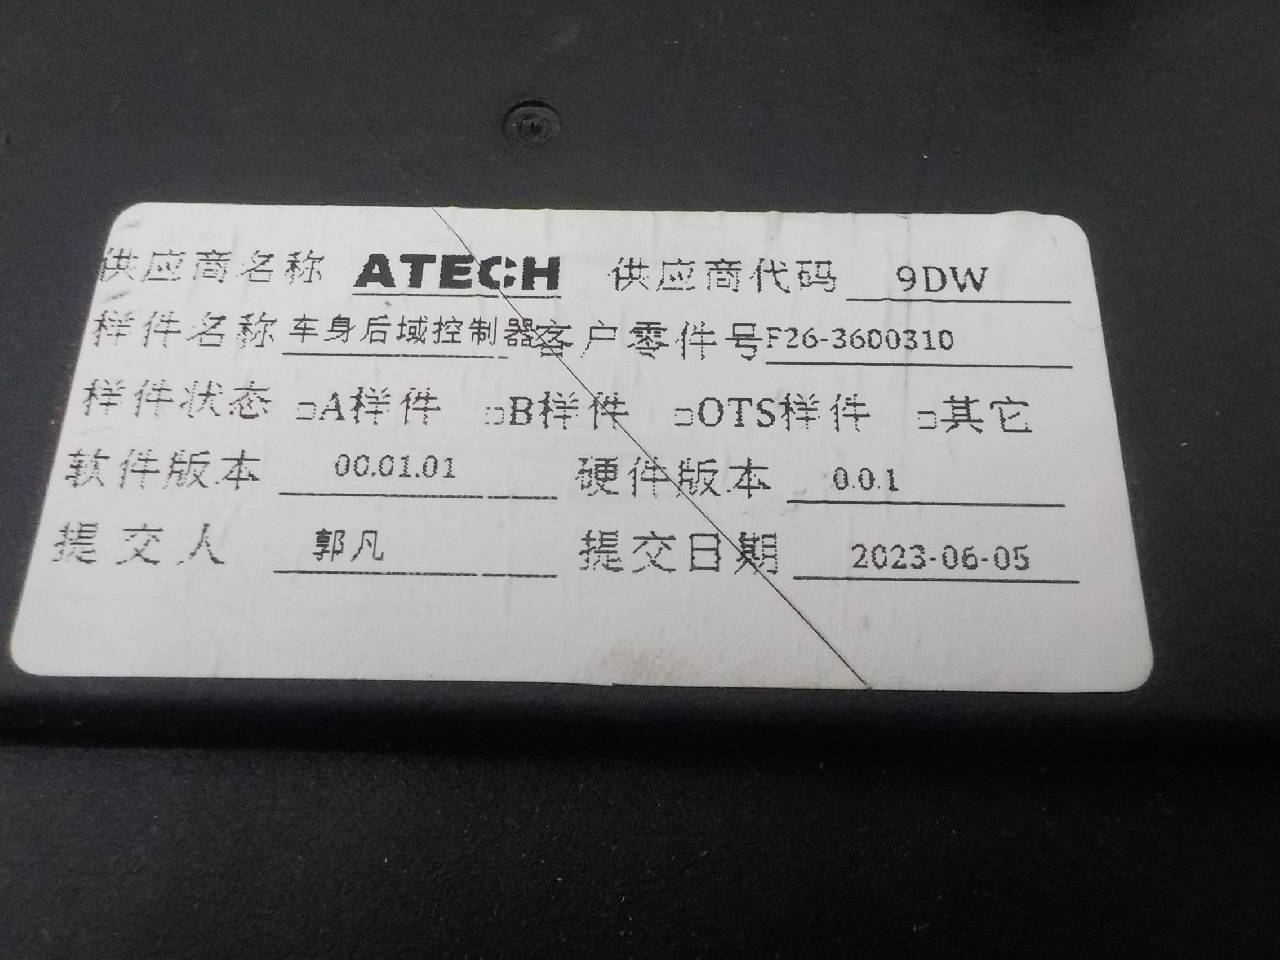 供应商名称 ATECH 供应商代码 9DW
样件名称 车身后域控制器 客户零件号 F26-3600310
样件状态 □A样件 □B样件 □OTS样件 □其它
软件版本 00.01.01 硬件版本 0.0.1
提交人 郭凡 提交日期 2023-06-05